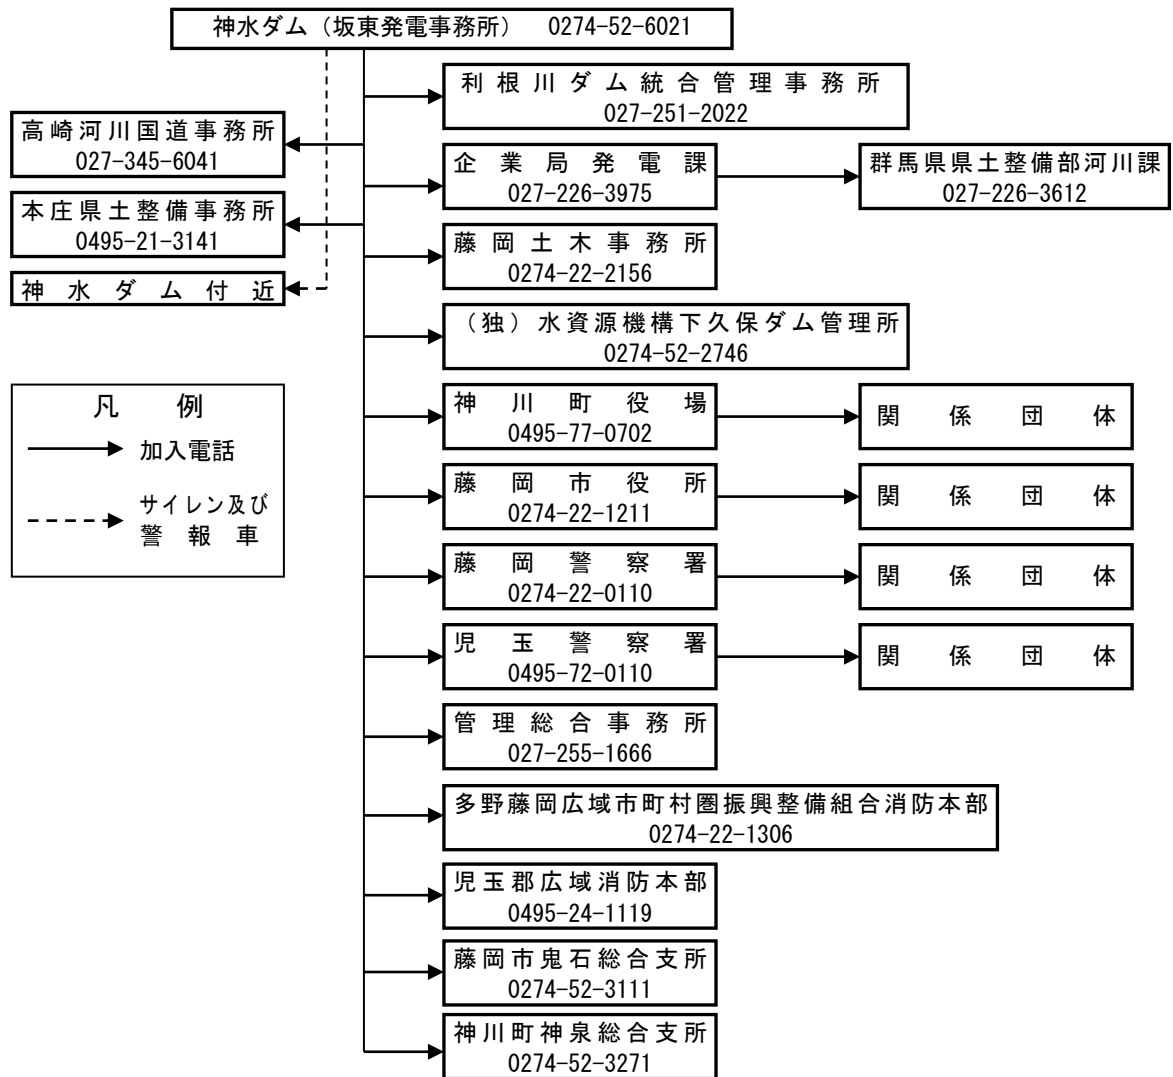 神水ダム（坂東発電事務所） 0274-52-6021
利根川ダム統合管理事務所
027-251-2022
高崎河川国道事務所
027-345-6041
企業局発電課
027-226-3975
群馬県県土整備部河川課
027-226-3612
本庄県土整備事務所
0495-21-3141
藤岡土木事務所
0274-22-2156
神水ダム付近
（独）水資源機構下久保ダム管理所
0274-52-2746
凡例
加入電話
サイレン及び
警報車
神川町役場
0495-77-0702
関係団体
藤岡市役所
0274-22-1211
関係団体
藤岡警察署
0274-22-0110
関係団体
児玉警察署
0495-72-0110
関係団体
管理総合事務所
027-255-1666
多野藤岡広域市町村圏振興整備組合消防本部
0274-22-1306
児玉郡広域消防本部
0495-24-1119
藤岡市鬼石総合支所
0274-52-3111
神川町神泉総合支所
0274-52-3271